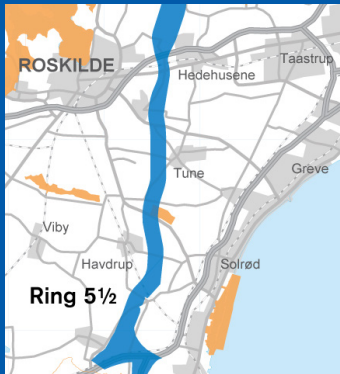 Taastrup
ROSKILDE
Hedehusene
Greve
Tune
Viby
Havdrup
Solrød
Ring 5½